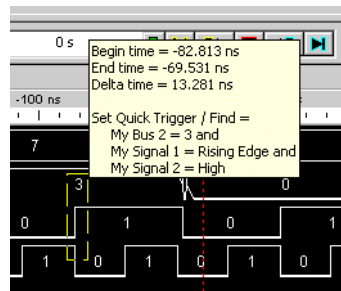 0 s
Begin time = -82.813 ns
End time = -69.531 ns
Delta time = 13.281 ns
Set Quick Trigger / Find =
My Bus 2 = 3 and
My Signal 1 = Rising Edge and
My Signal 2 = High
-100 ns
7
3 0
0 1 0 1
1 0 1 0 1 0